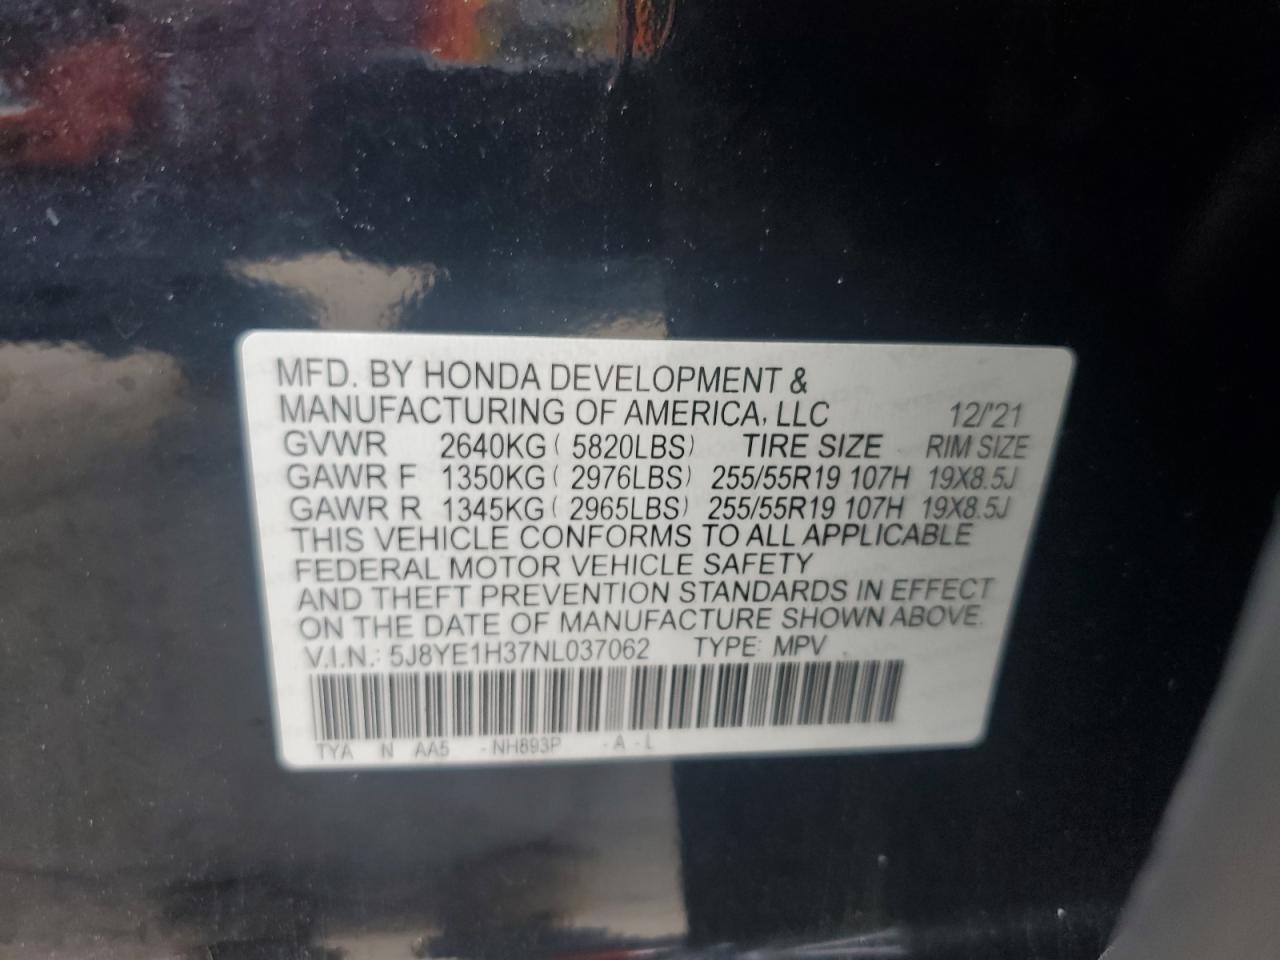 MFD. BY HONDA DEVELOPMENT &
MANUFACTURING OF AMERICA, LLC 12/'21
GVWR 2640KG ( 5820LBS) TIRE SIZE RIM SIZE
GAWR F 1350KG ( 2976LBS) 255/55R19 107H 19X8.5J
GAWR R 1345KG ( 2965LBS) 255/55R19 107H 19X8.5J
THIS VEHICLE CONFORMS TO ALL APPLICABLE
FEDERAL MOTOR VEHICLE SAFETY
AND THEFT PREVENTION STANDARDS IN EFFECT
ON THE DATE OF MANUFACTURE SHOWN ABOVE.
V.I.N.: 5J8YE1H37NL037062 TYPE: MPV
TYA N AA5 -NH893P -A -L